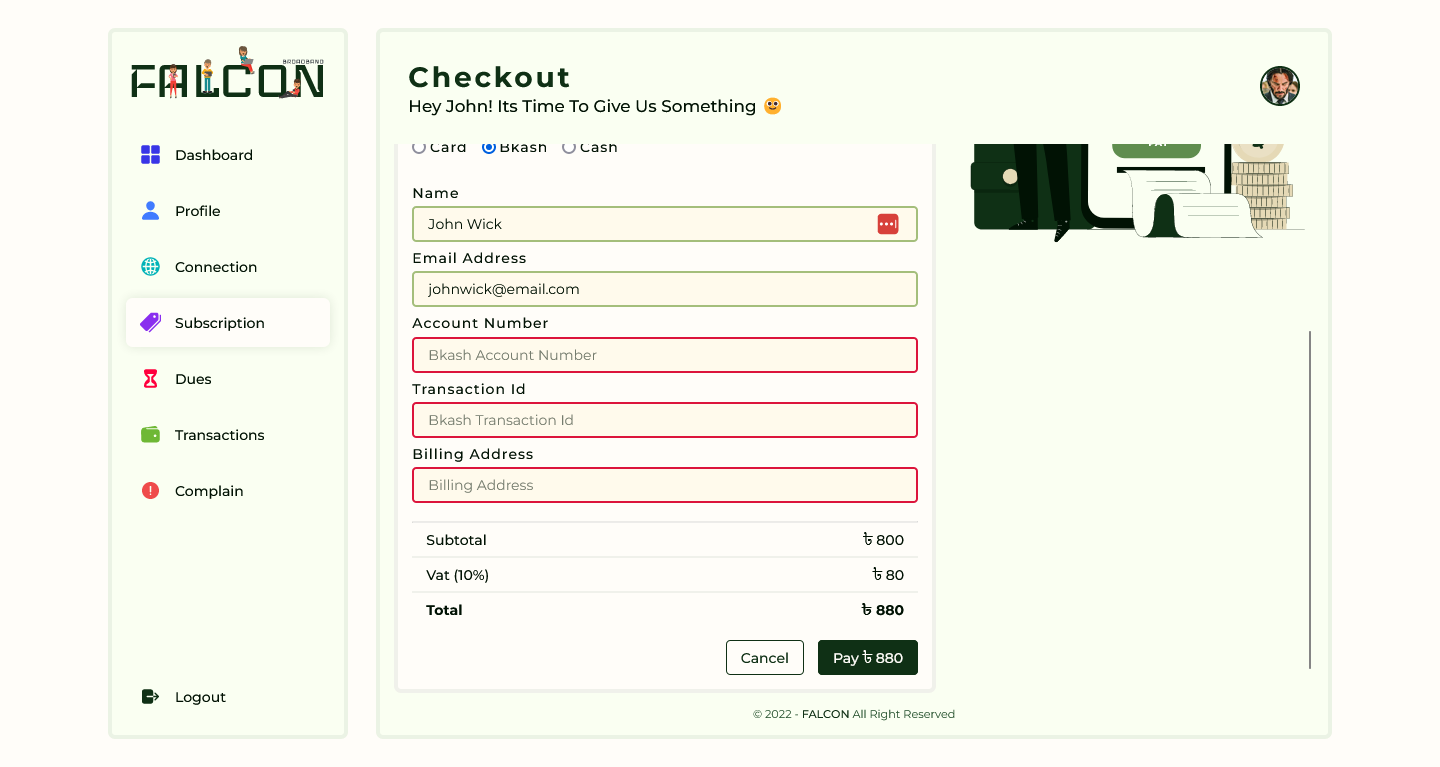 FALCON
BROADBAND
Dashboard
Profile
Connection
Subscription
Dues
Transactions
Complain
Logout
Checkout
Hey John! Its Time To Give Us Something 🙂
Card Bkash Cash
Name
John Wick
Email Address
johnwick@email.com
Account Number
Bkash Account Number
Transaction Id
Bkash Transaction Id
Billing Address
Billing Address
Subtotal ৳ 800
Vat (10%) ৳ 80
Total ৳ 880
Cancel Pay ৳ 880
© 2022 - FALCON All Right Reserved